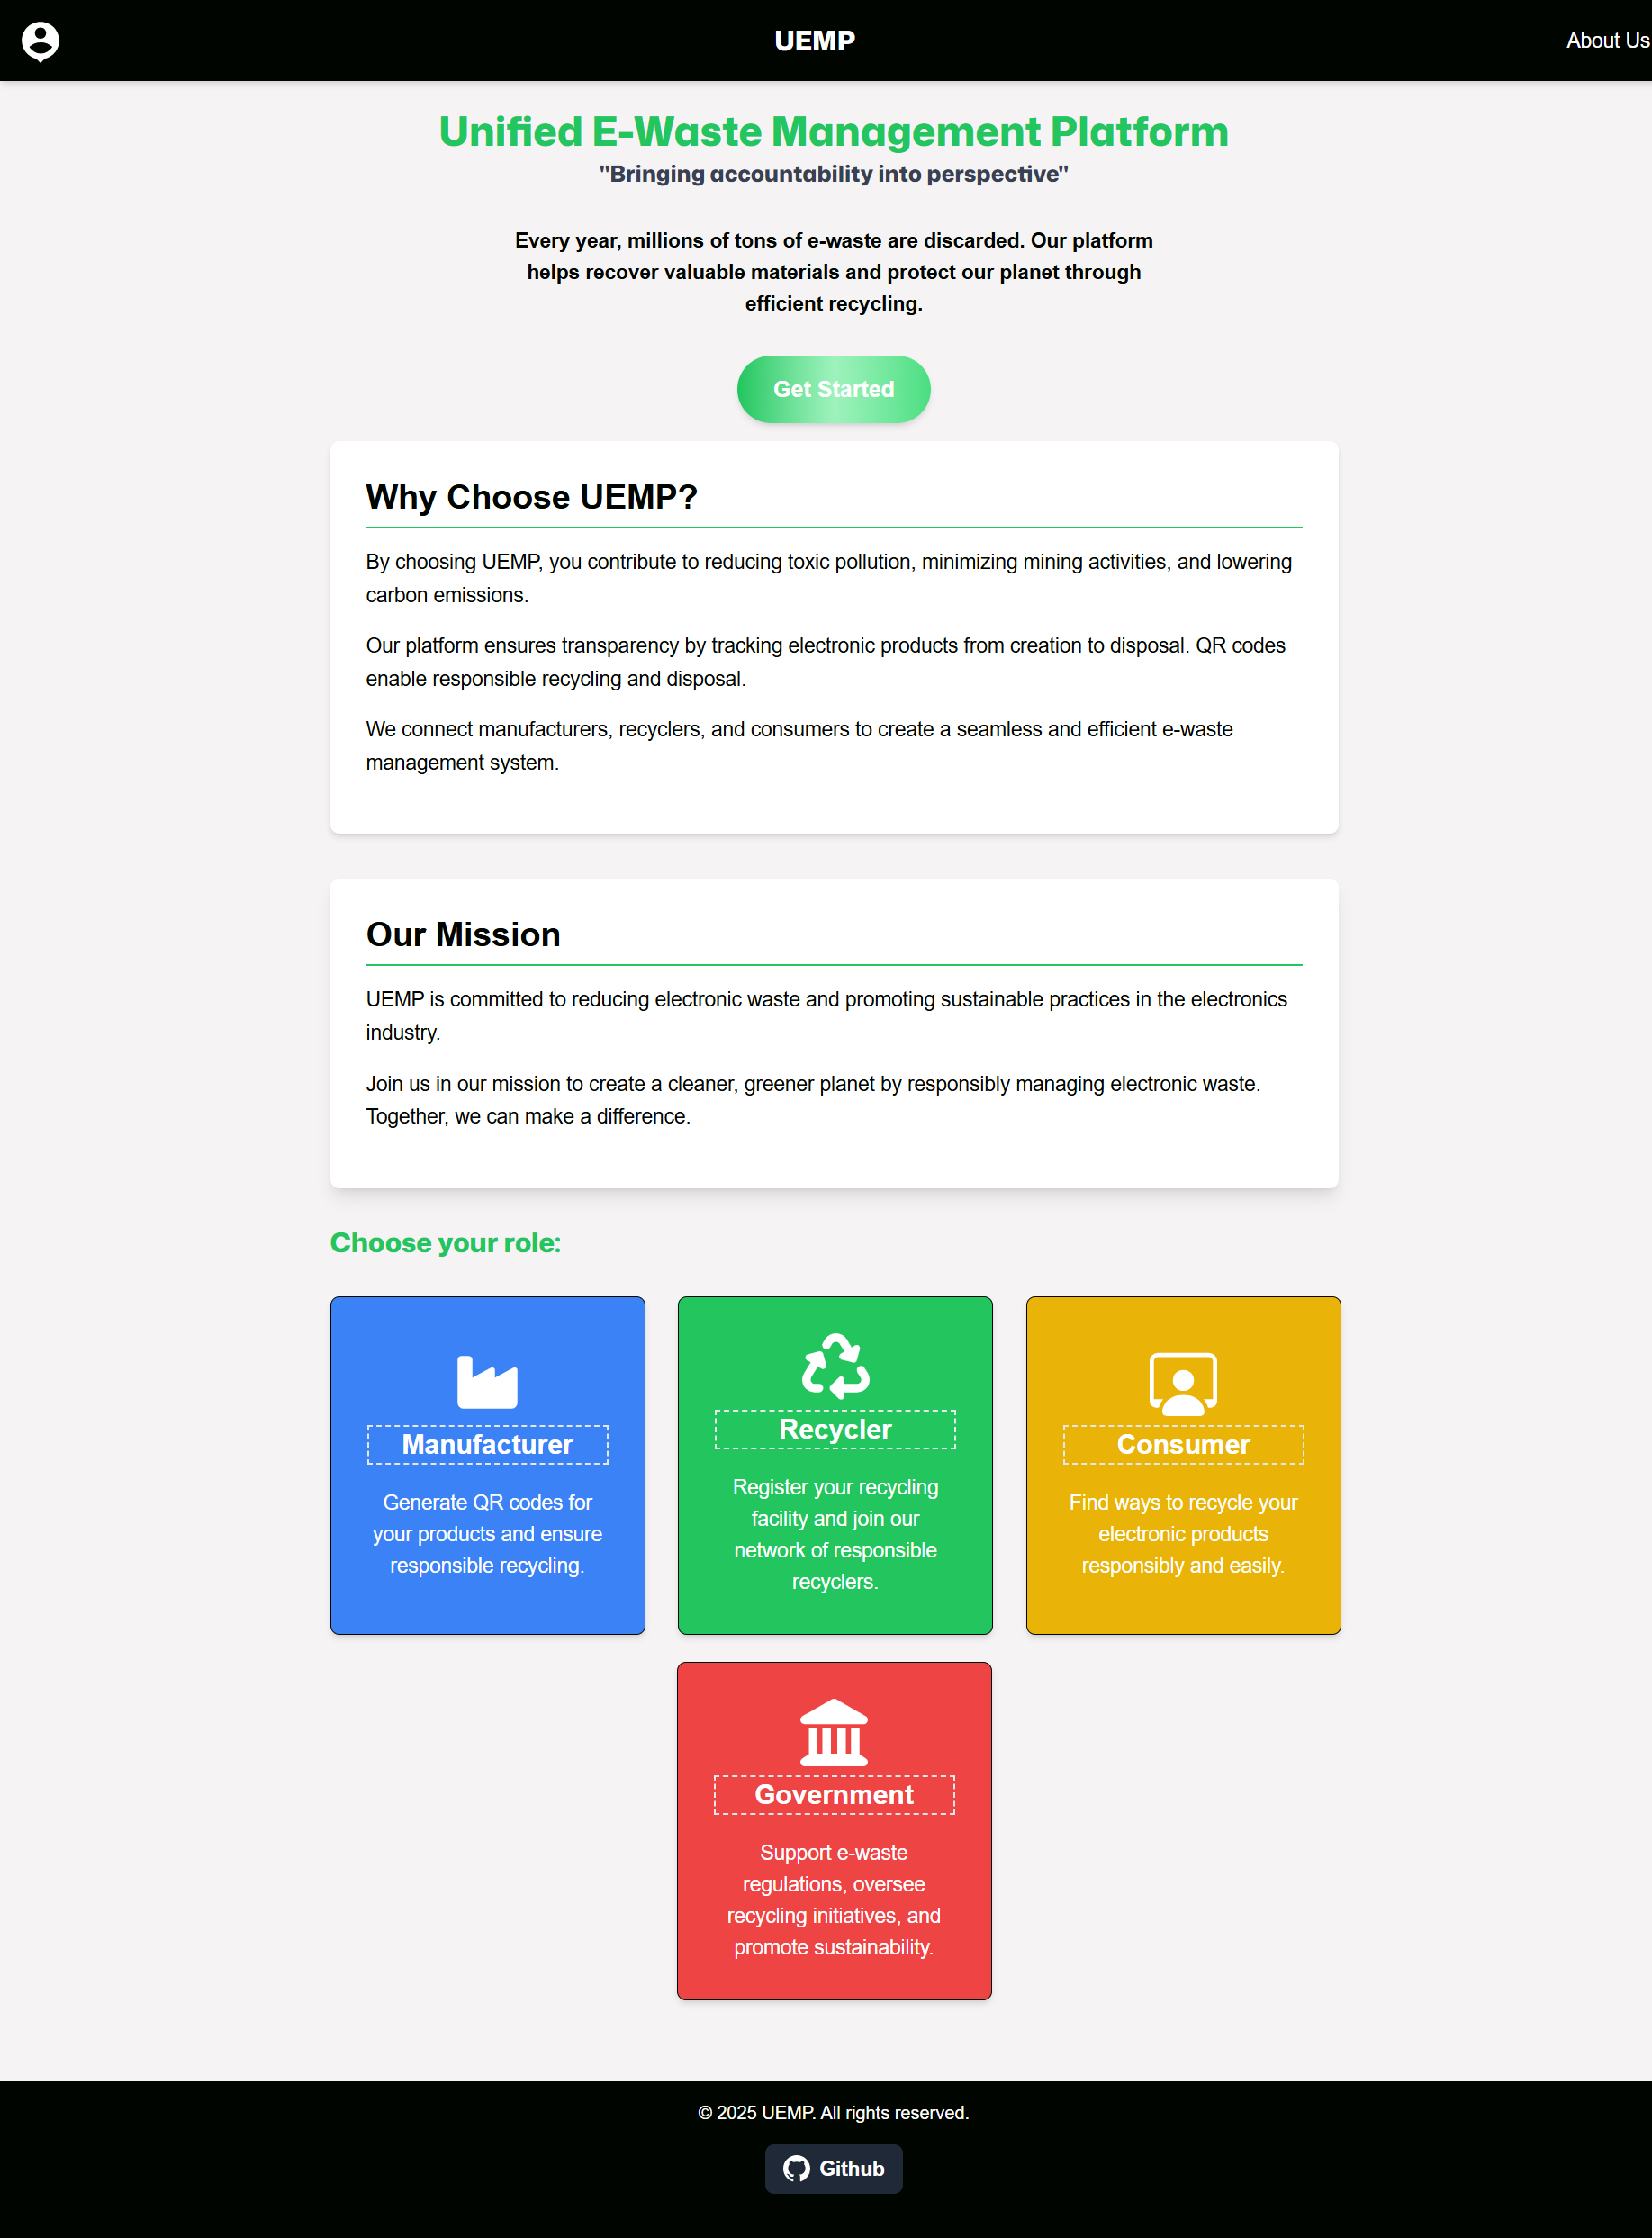 UEMP
About Us
Unified E-Waste Management Platform
"Bringing accountability into perspective"
Every year, millions of tons of e-waste are discarded. Our platform
helps recover valuable materials and protect our planet through
efficient recycling.
Get Started
Why Choose UEMP?
By choosing UEMP, you contribute to reducing toxic pollution, minimizing mining activities, and lowering
carbon emissions.
Our platform ensures transparency by tracking electronic products from creation to disposal. QR codes
enable responsible recycling and disposal.
We connect manufacturers, recyclers, and consumers to create a seamless and efficient e-waste
management system.
Our Mission
UEMP is committed to reducing electronic waste and promoting sustainable practices in the electronics
industry.
Join us in our mission to create a cleaner, greener planet by responsibly managing electronic waste.
Together, we can make a difference.
Choose your role:
Manufacturer
Generate QR codes for
your products and ensure
responsible recycling.
Recycler
Register your recycling
facility and join our
network of responsible
recyclers.
Consumer
Find ways to recycle your
electronic products
responsibly and easily.
Government
Support e-waste
regulations, oversee
recycling initiatives, and
promote sustainability.
© 2025 UEMP. All rights reserved.
Github